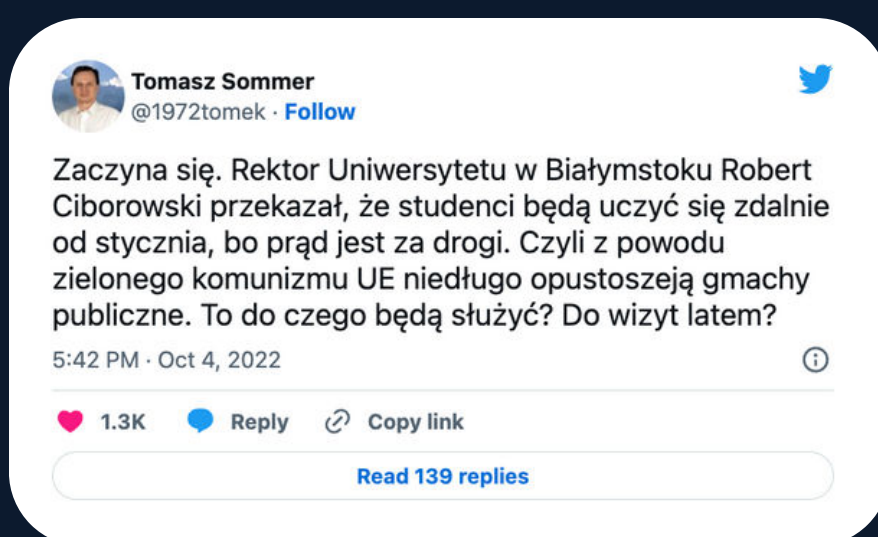 Tomasz Sommer
@1972tomek · Follow
Zaczyna się. Rektor Uniwersytetu w Białymstoku Robert
Ciborowski przekazał, że studenci będą uczyć się zdalnie
od stycznia, bo prąd jest za drogi. Czyli z powodu
zielonego komunizmu UE niedługo opustoszeją gmachy
publiczne. To do czego będą służyć? Do wizyt latem?
5:42 PM · Oct 4, 2022
1.3K Reply Copy link
Read 139 replies